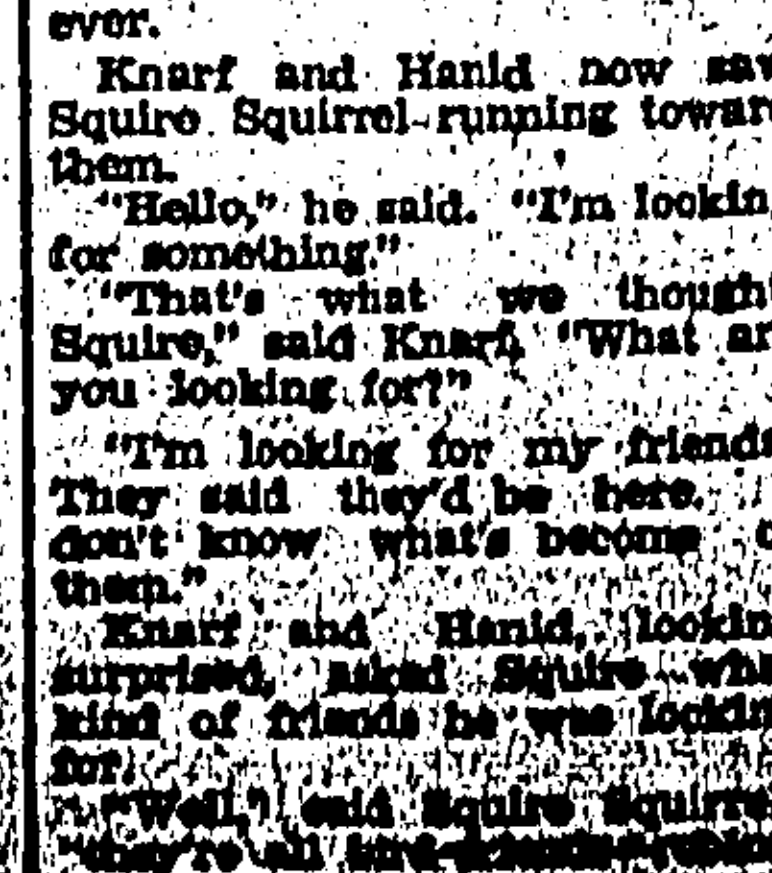 ever.
Knarf and Hanid now saw
Squire Squirrel running toward
them.
"Hello," he said. "I'm lookin
for something."
"That's what we though
Squire," said Knarf. "What ar
you looking for?"
"I'm looking for my friends
They said they'd be here.
don't know what's become o
them."
Knarf and Hanid, lookin
surprised, asked Squire wha
kind of friends he was lookin
for.
"Well," said Squire Squirre
"they're all